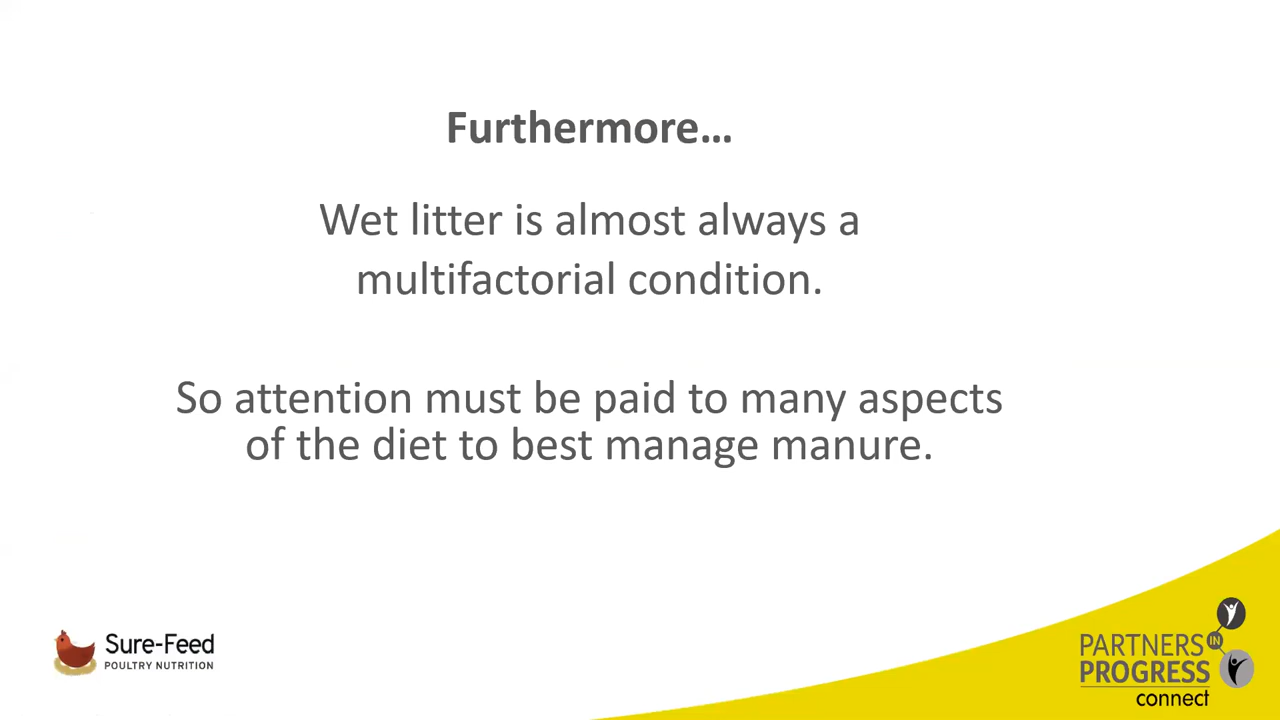 Furthermore…
Wet litter is almost always a
multifactorial condition.
So attention must be paid to many aspects
of the diet to best manage manure.
Sure-Feed
POULTRY NUTRITION
PARTNERS IN
PROGRESS
connect